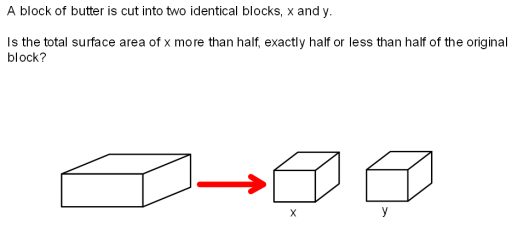 A block of butter is cut into two identical blocks, x and y.
Is the total surface area of x more than half, exactly half or less than half of the original
block?
x
y